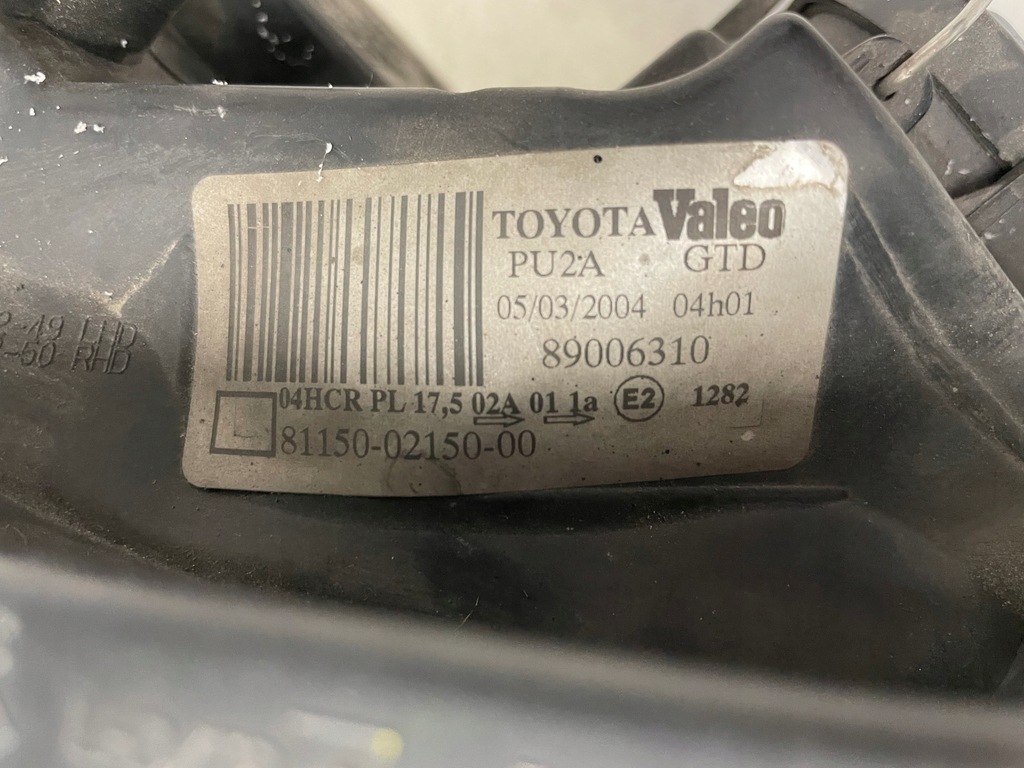 TOYOTA Valeo
PU2A GTD
05/03/2004 04h01
89006310
04HCR PL 17,5 02A 01 1a E2 1282
81150-02150-00
49 LHD
RHD